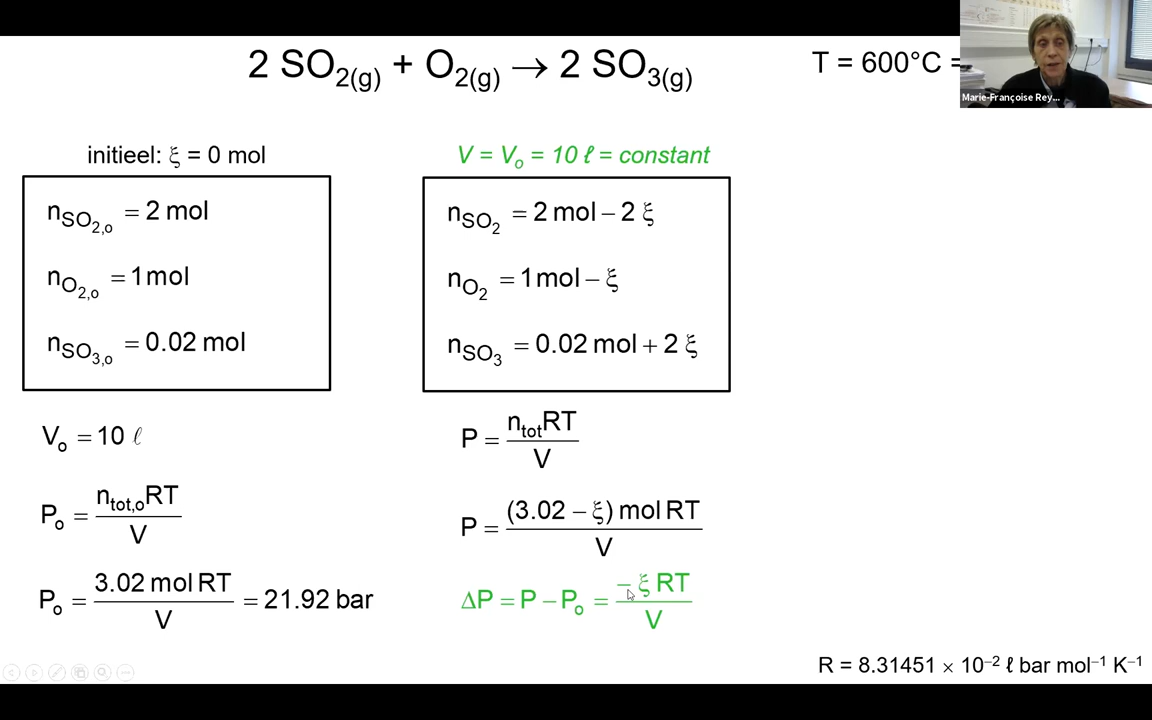 2 SO2(g) + O2(g) → 2 SO3(g)
T = 600°C =
Marie-Françoise Rey...
initieel: ξ = 0 mol
nSO2,o = 2 mol
nO2,o = 1 mol
nSO3,o = 0.02 mol
Vo = 10 ℓ
Po = ntot,oRT / V
Po = 3.02 mol RT / V = 21.92 bar
V = Vo = 10 ℓ = constant
nSO2 = 2 mol − 2 ξ
nO2 = 1 mol − ξ
nSO3 = 0.02 mol + 2 ξ
P = ntotRT / V
P = (3.02 − ξ) mol RT / V
ΔP = P − Po = − ξ RT / V
R = 8.31451 × 10−2 ℓ bar mol−1 K−1